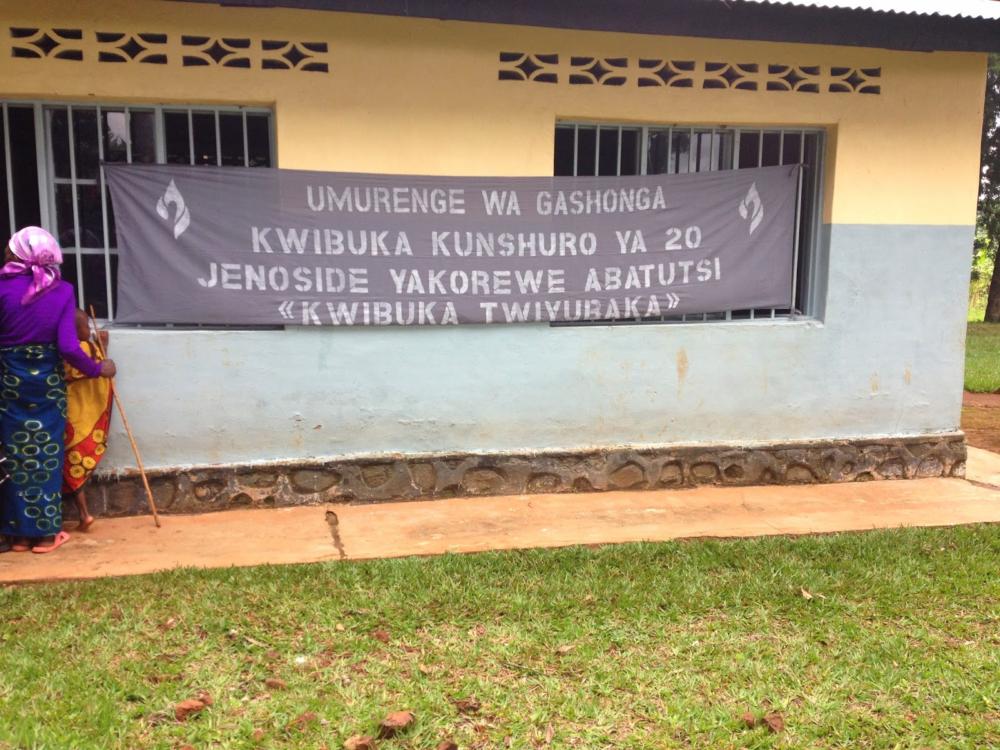 UMURENGE WA GASHONGA
KWIBUKA KUNSHURO YA 20
JENOSIDE YAKOREWE ABATUTSI
«KWIBUKA TWIYUBAKA»